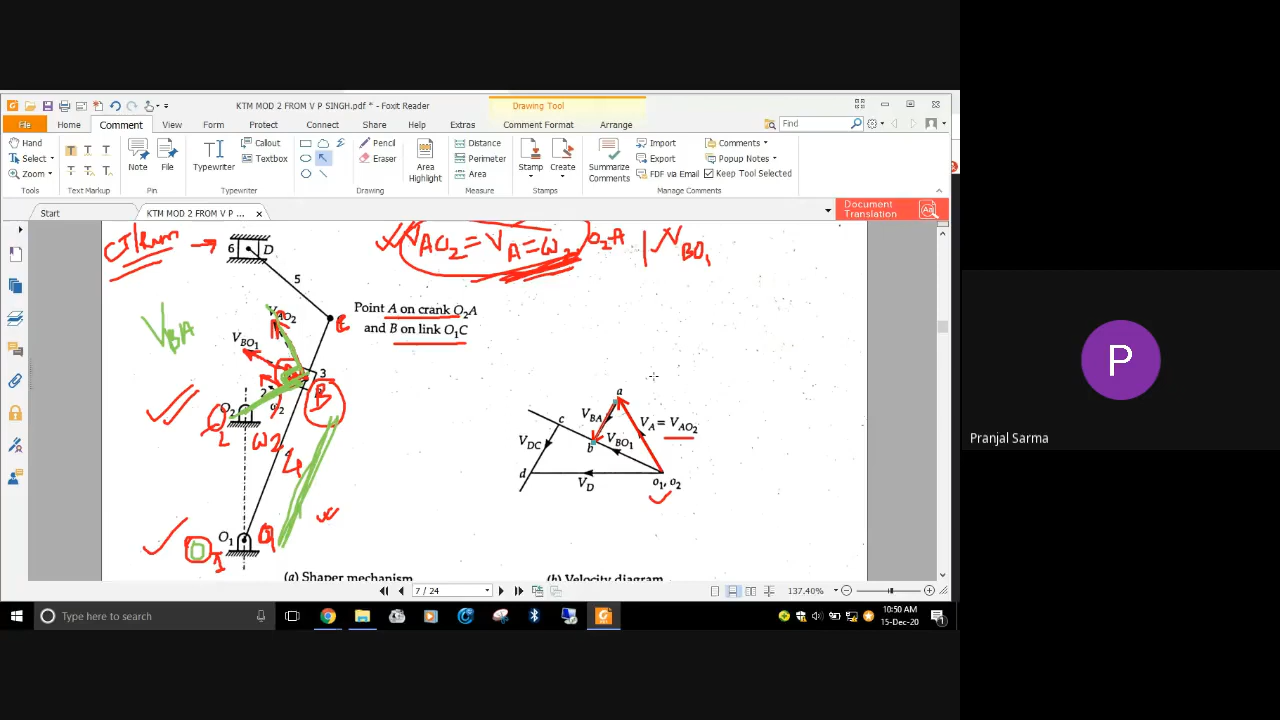 KTM MOD 2 FROM V P SINGH.pdf * - Foxit Reader
Drawing Tool
File
Home
Comment
View
Form
Protect
Connect
Share
Help
Extras
Comment Format
Arrange
Find
Hand
Select
Zoom
Tools
Text Markup
Note
File
Pin
Typewriter
Callout
Textbox
Typewriter
Pencil
Eraser
Drawing
Area Highlight
Distance
Perimeter
Area
Measure
Stamp
Create
Stamps
Summarize Comments
Import
Export
FDF via Email
Comments
Popup Notes
Keep Tool Selected
Manage Comments
Start
KTM MOD 2 FROM V P ...
Document Translation
6
D
5
VAO2 = VA = ω2 O2A
VBO1
Point A on crank O2A
and B on link O1C
VAO2
C
VBA
VBO1
3
2
B
O2
ω2
ω2
O1
a
c
VBA
VA = VAO2
VDC
b
VBO1
d
VD
o1, o2
(a) Shaper mechanism
(b) Velocity diagram
7 / 24
137.40%
Type here to search
10:50 AM
15-Dec-20
P
Pranjal Sarma